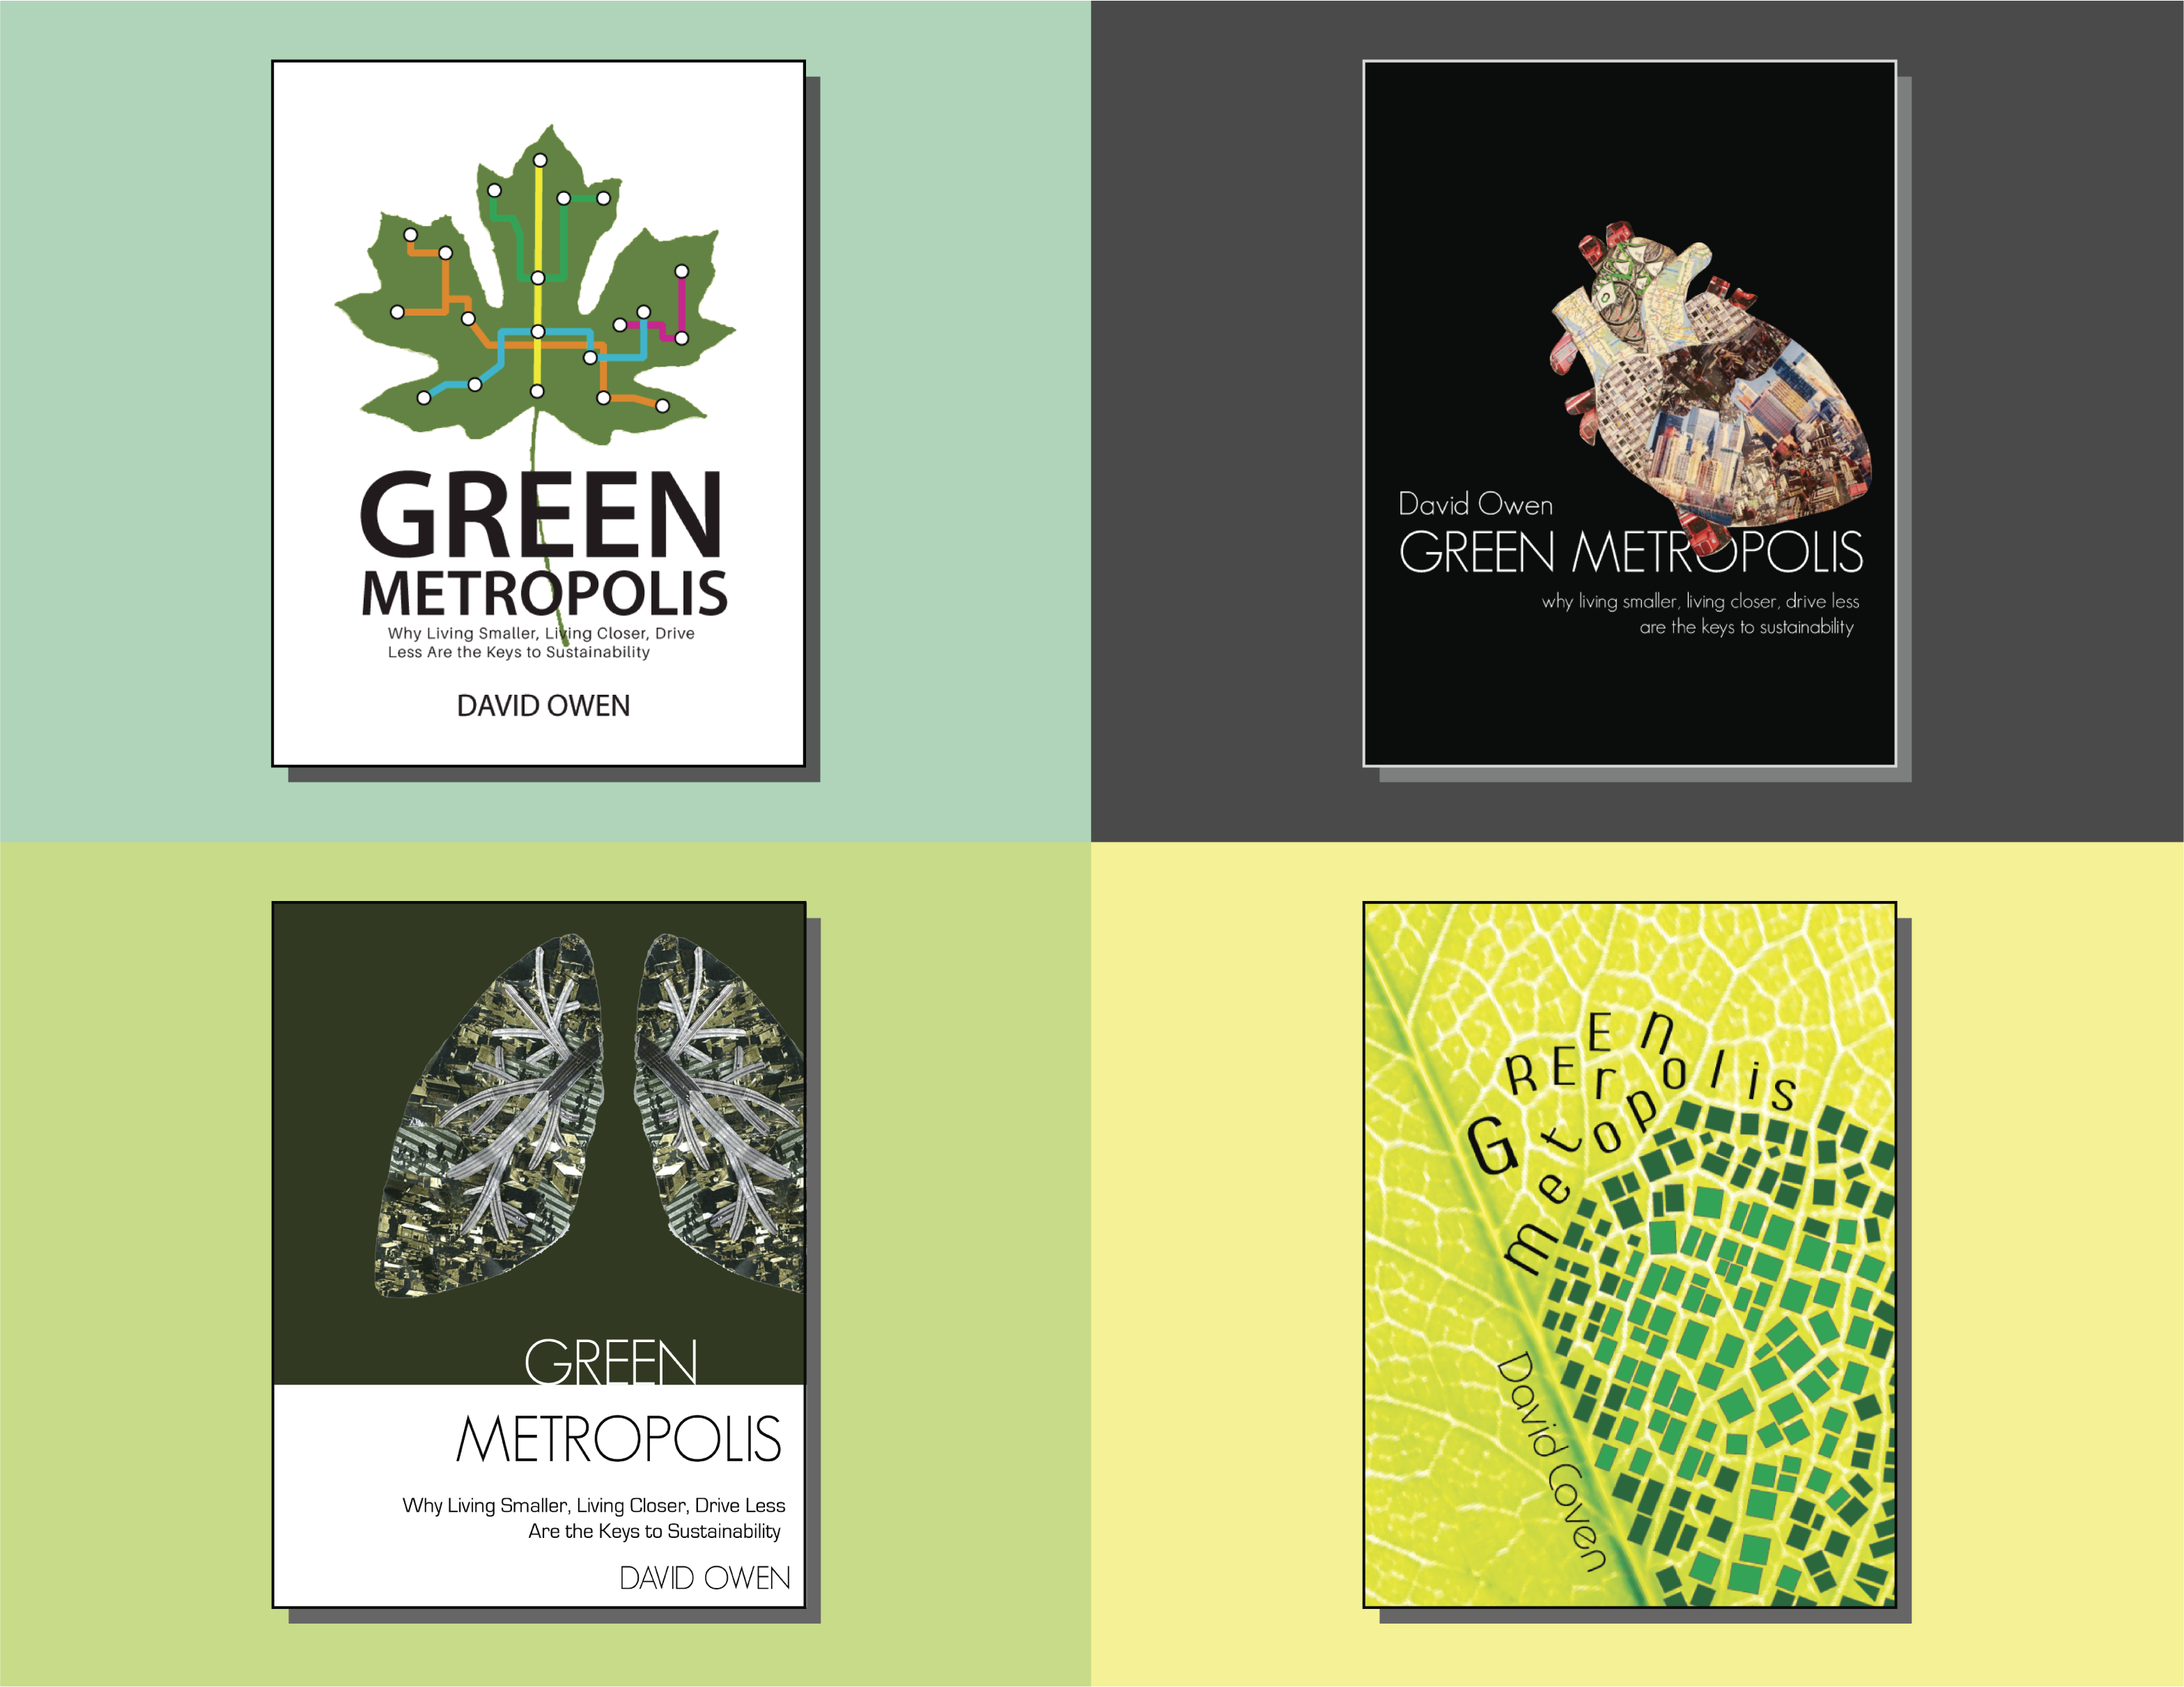 GREEN
METROPOLIS
Why Living Smaller, Living Closer, Drive
Less Are the Keys to Sustainability
DAVID OWEN
David Owen
GREEN METROPOLIS
why living smaller, living closer, drive less
are the keys to sustainability
GREEN
METROPOLIS
Why Living Smaller, Living Closer, Drive Less
Are the Keys to Sustainability
DAVID OWEN
GREEn
metropolis
David Coven